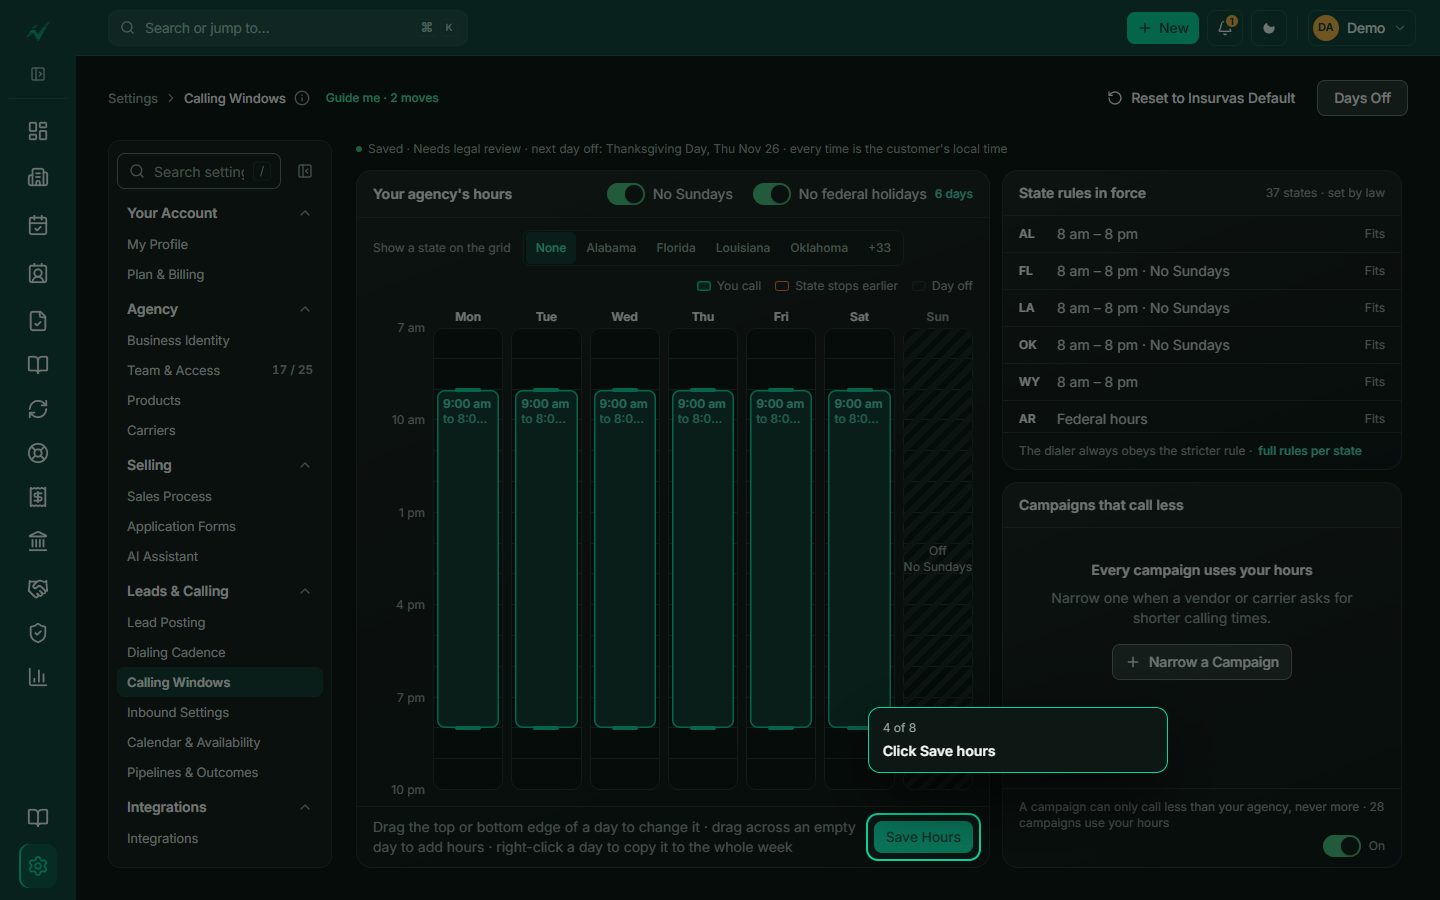 Search or jump to...
⌘ K
New
1
DA
Demo
Settings
Calling Windows
Guide me · 2 moves
Reset to Insurvas Default
Days Off
Search setting
/
Your Account
My Profile
Plan & Billing
Agency
Business Identity
Team & Access 17 / 25
Products
Carriers
Selling
Sales Process
Application Forms
AI Assistant
Leads & Calling
Lead Posting
Dialing Cadence
Calling Windows
Inbound Settings
Calendar & Availability
Pipelines & Outcomes
Integrations
Integrations
Saved · Needs legal review · next day off: Thanksgiving Day, Thu Nov 26 · every time is the customer's local time
Your agency's hours
No Sundays
No federal holidays 6 days
Show a state on the grid
None Alabama Florida Louisiana Oklahoma +33
You call State stops earlier Day off
Mon Tue Wed Thu Fri Sat Sun
7 am
9:00 am 9:00 am 9:00 am 9:00 am 9:00 am 9:00 am
to 8:0... to 8:0... to 8:0... to 8:0... to 8:0... to 8:0...
10 am
1 pm
Off
No Sundays
4 pm
7 pm
10 pm
Drag the top or bottom edge of a day to change it · drag across an empty
day to add hours · right-click a day to copy it to the whole week
Save Hours
4 of 8
Click Save hours
State rules in force
37 states · set by law
AL 8 am – 8 pm Fits
FL 8 am – 8 pm · No Sundays Fits
LA 8 am – 8 pm · No Sundays Fits
OK 8 am – 8 pm · No Sundays Fits
WY 8 am – 8 pm Fits
AR Federal hours Fits
The dialer always obeys the stricter rule · full rules per state
Campaigns that call less
Every campaign uses your hours
Narrow one when a vendor or carrier asks for
shorter calling times.
Narrow a Campaign
A campaign can only call less than your agency, never more · 28
campaigns use your hours
On